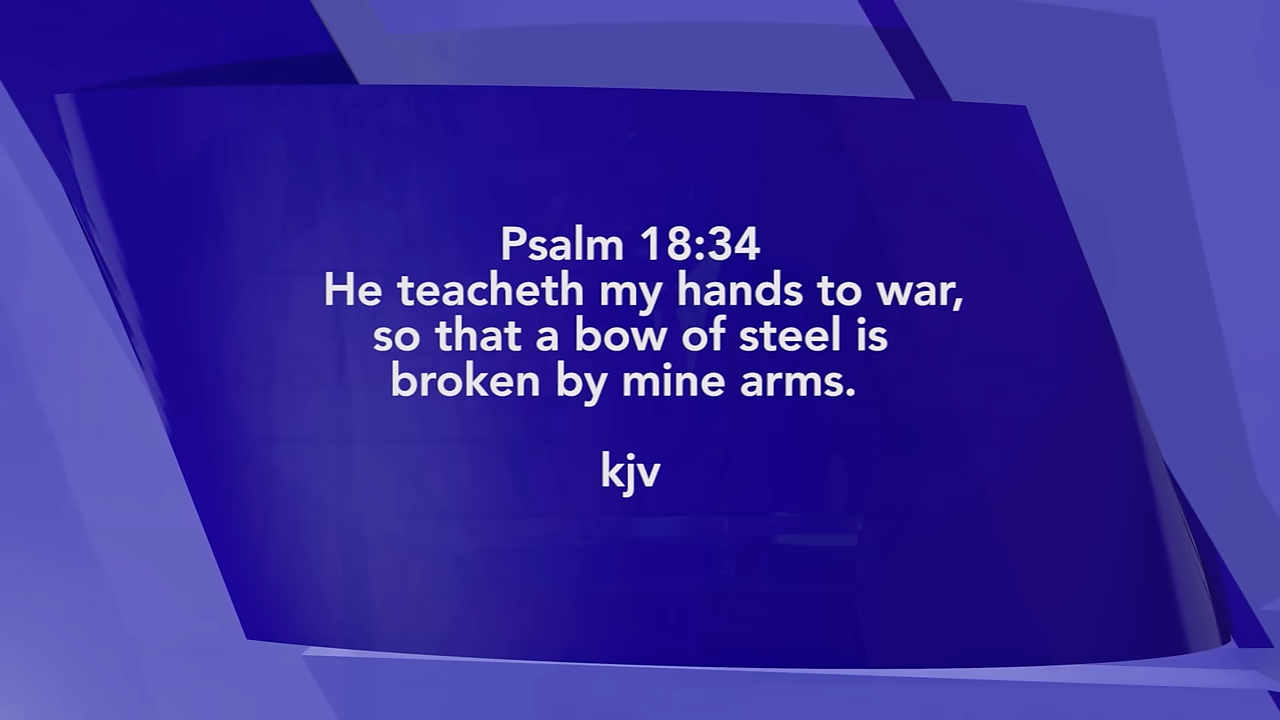 Psalm 18:34
He teacheth my hands to war,
so that a bow of steel is
broken by mine arms.
kjv